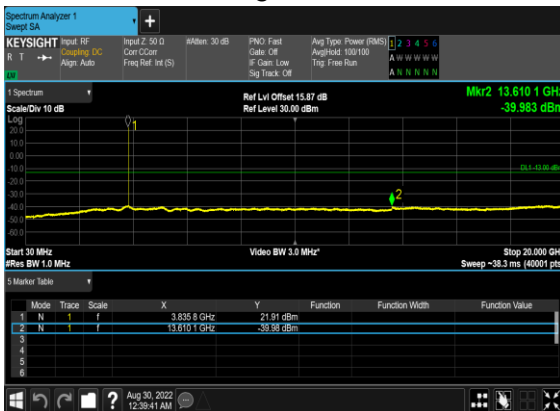 Spectrum Analyzer 1
Swept SA
KEYSIGHT
R T
Input: RF
Coupling: DC
Align: Auto
Input Z: 50 Ω
Corr CCorr
Freq Ref: Int (S)
#Atten: 30 dB
PNO: Fast
Gate: Off
IF Gain: Low
Sig Track: Off
Avg Type: Power (RMS)
Avg|Hold: 100/100
Trig: Free Run
1 2 3 4 5 6
A W W W W W
A N N N N N
LW
1 Spectrum
Scale/Div 10 dB
Ref Lvl Offset 15.87 dB
Ref Level 30.00 dBm
Mkr2 13.610 1 GHz
-39.983 dBm
Log
20.0
10.0
0.00
-10.0
-20.0
-30.0
-40.0
-50.0
-60.0
1
2
DL1 -13.00 dBm
Start 30 MHz
#Res BW 1.0 MHz
Video BW 3.0 MHz*
Stop 20.000 GHz
Sweep ~38.3 ms (40001 pts)
5 Marker Table
Mode Trace Scale X Y Function Function Width Function Value
1 N 1 f 3.835 8 GHz 21.91 dBm
2 N 1 f 13.610 1 GHz -39.98 dBm
3
4
5
6
Aug 30, 2022
12:39:41 AM